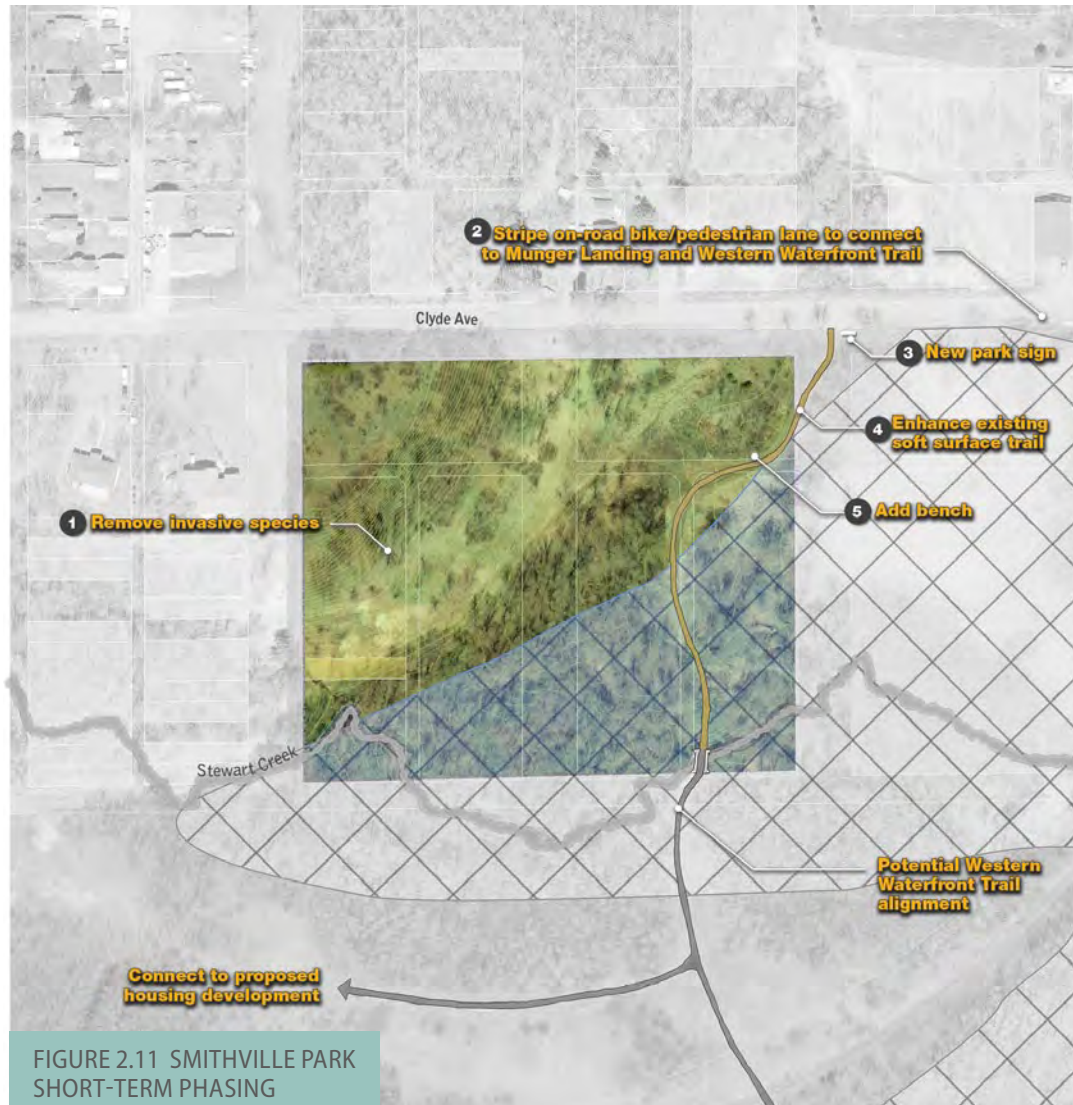 2 Stripe on-road bike/pedestrian lane to connect
to Munger Landing and Western Waterfront Trail
Clyde Ave
3 New park sign
4 Enhance existing
soft surface trail
5 Add bench
1 Remove invasive species
Stewart Creek
Potential Western
Waterfront Trail
alignment
Connect to proposed
housing development
FIGURE 2.11 SMITHVILLE PARK
SHORT-TERM PHASING